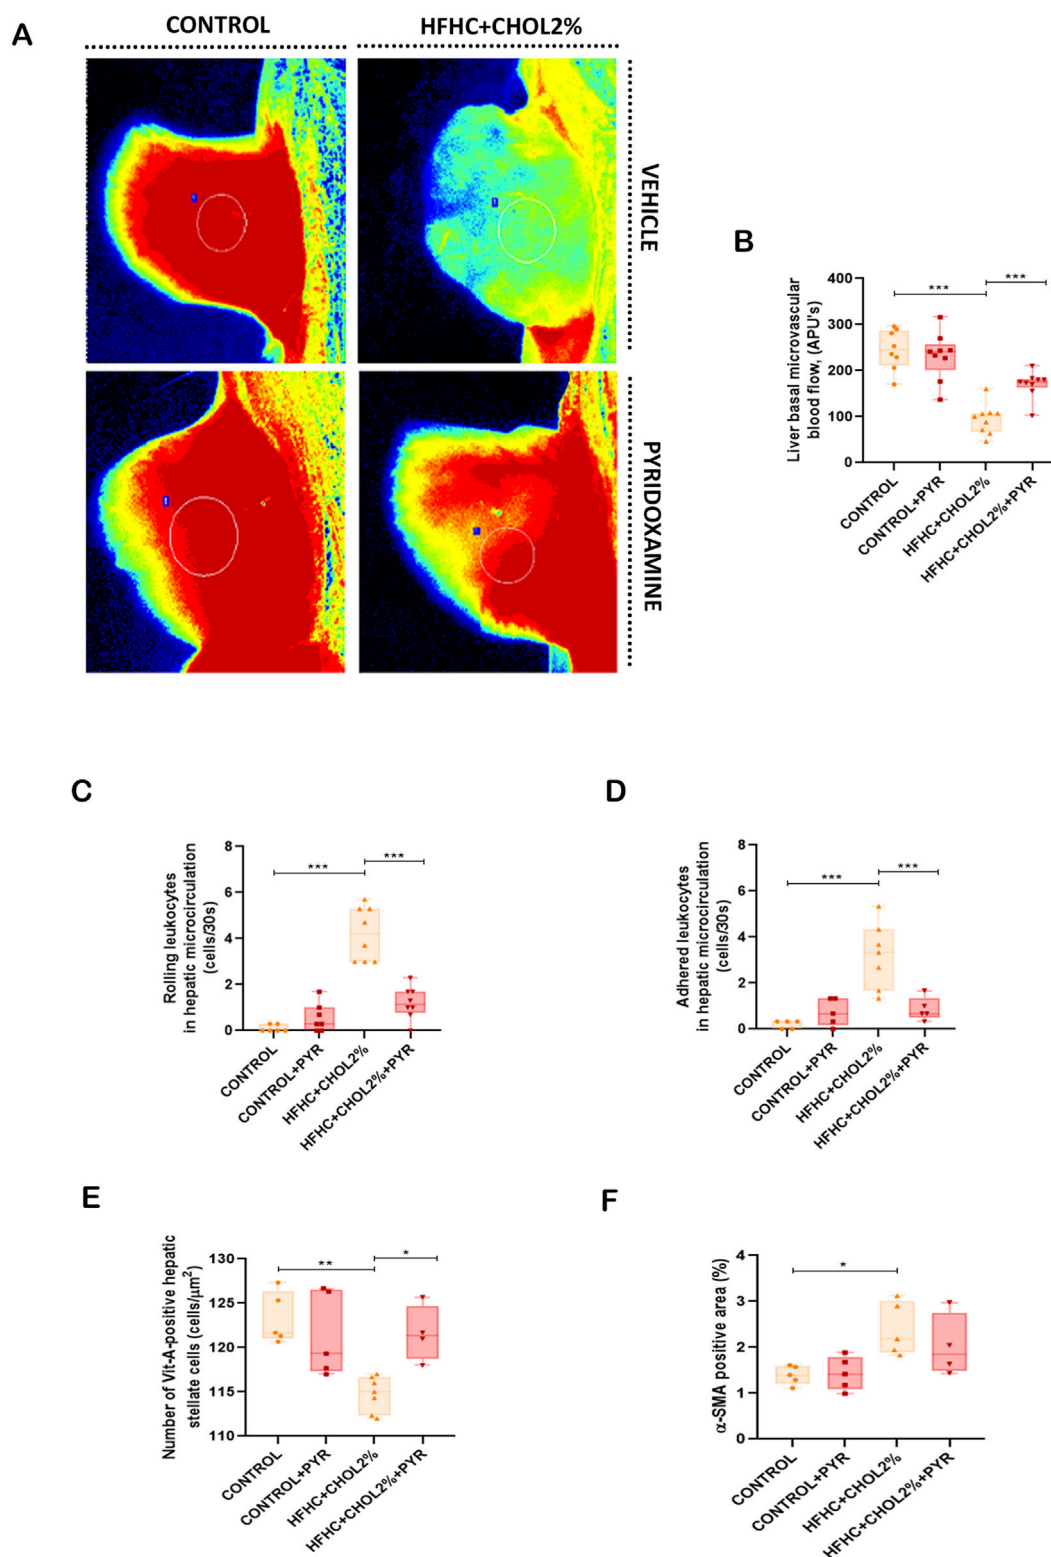 A
CONTROL
HFHC+CHOL2%
VEHICLE
PYRIDOXAMINE
1
1
1
B
Liver basal microvascular
blood flow, (APU's)
400
300
200
100
0
***
***
CONTROL
CONTROL+PYR
HFHC+CHOL2%
HFHC+CHOL2%+PYR
C
Rolling leukocytes
in hepatic microcirculation
(cells/30s)
8
6
4
2
0
***
***
CONTROL
CONTROL+PYR
HFHC+CHOL2%
HFHC+CHOL2%+PYR
D
Adhered leukocytes
in hepatic microcirculation
(cells/30s)
8
6
4
2
0
***
***
CONTROL
CONTROL+PYR
HFHC+CHOL2%
HFHC+CHOL2%+PYR
E
Number of Vit-A-positive hepatic
stellate cells (cells/μm²)
130
125
120
115
110
**
*
CONTROL
CONTROL+PYR
HFHC+CHOL2%
HFHC+CHOL2%+PYR
F
α-SMA positive area (%)
4
3
2
1
0
*
CONTROL
CONTROL+PYR
HFHC+CHOL2%
HFHC+CHOL2%+PYR